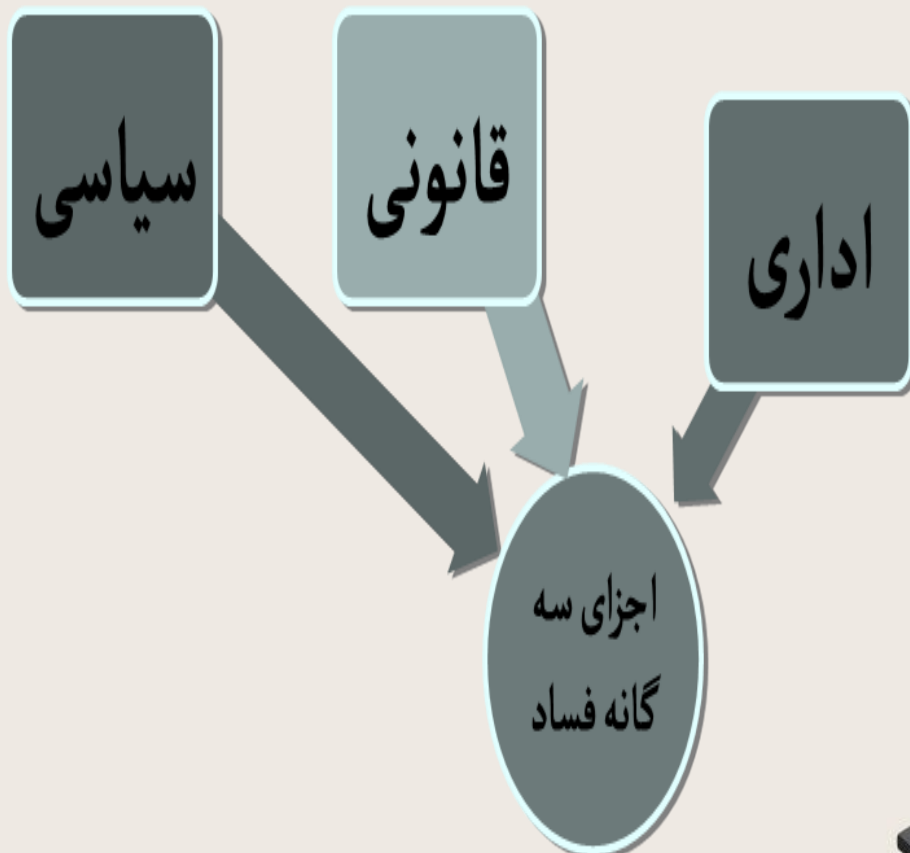 اداری
قانونی
سیاسی
اجزای سه
گانه فساد